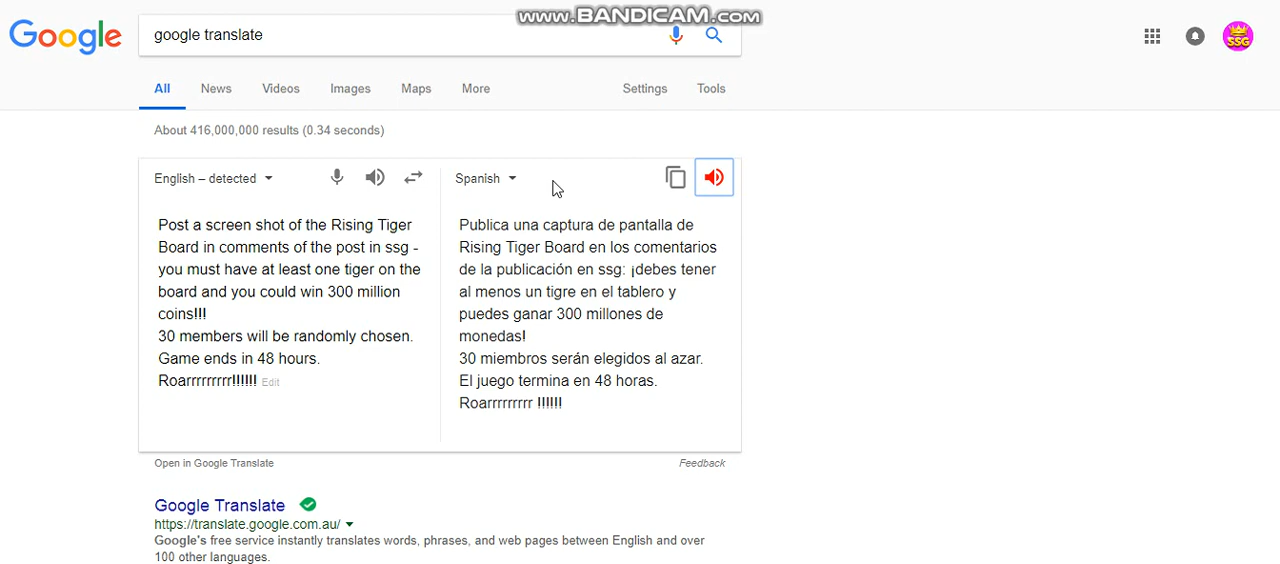 www.BANDICAM.com
Google
google translate
SSG
All News Videos Images Maps More Settings Tools
About 416,000,000 results (0.34 seconds)
English – detected
Spanish
Post a screen shot of the Rising Tiger
Board in comments of the post in ssg -
you must have at least one tiger on the
board and you could win 300 million
coins!!!
30 members will be randomly chosen.
Game ends in 48 hours.
Roarrrrrrrrr!!!!!! Edit
Publica una captura de pantalla de
Rising Tiger Board en los comentarios
de la publicación en ssg: ¡debes tener
al menos un tigre en el tablero y
puedes ganar 300 millones de
monedas!
30 miembros serán elegidos al azar.
El juego termina en 48 horas.
Roarrrrrrrrr !!!!!!
Open in Google Translate
Feedback
Google Translate
https://translate.google.com.au/
Google's free service instantly translates words, phrases, and web pages between English and over
100 other languages.